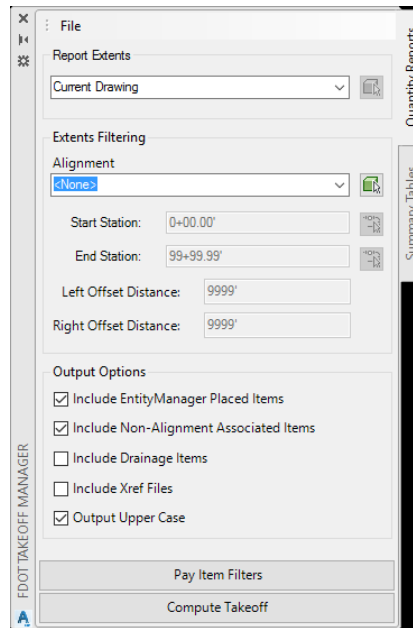 File
Report Extents
Current Drawing
Extents Filtering
Alignment
<None>
Start Station: 0+00.00'
End Station: 99+99.99'
Left Offset Distance: 9999'
Right Offset Distance: 9999'
Output Options
Include EntityManager Placed Items
Include Non-Alignment Associated Items
Include Drainage Items
Include Xref Files
Output Upper Case
Pay Item Filters
Compute Takeoff
FDOT TAKEOFF MANAGER
Quantity Reports
Summary Tables